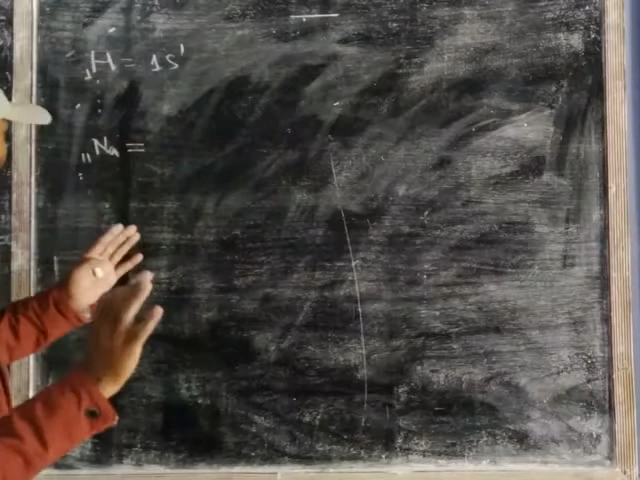 ₁H = 1s¹
₁₁Na =